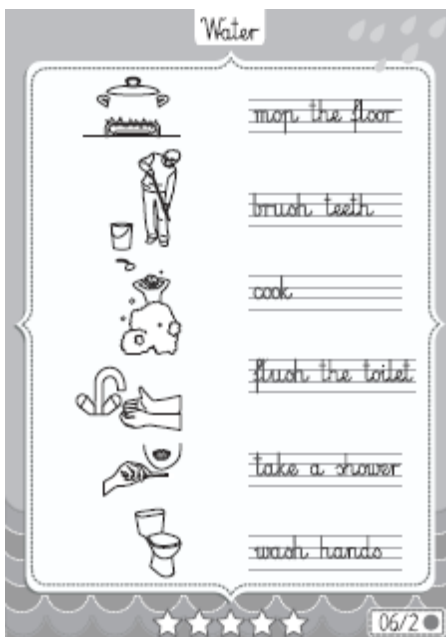 Water
mop the floor
brush teeth
cook
flush the toilet
take a shower
wash hands
06/2